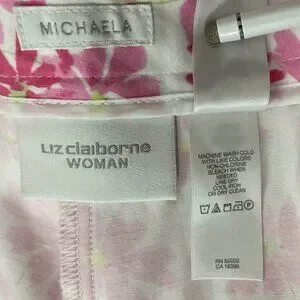 MICHAELA
Liz claiborne
WOMAN
MACHINE WASH COLD
WITH LIKE COLORS
NON-CHLORINE
BLEACH WHEN
NEEDED
LINE DRY
COOL IRON
OR DRY CLEAN
RN 52002
CA 16396